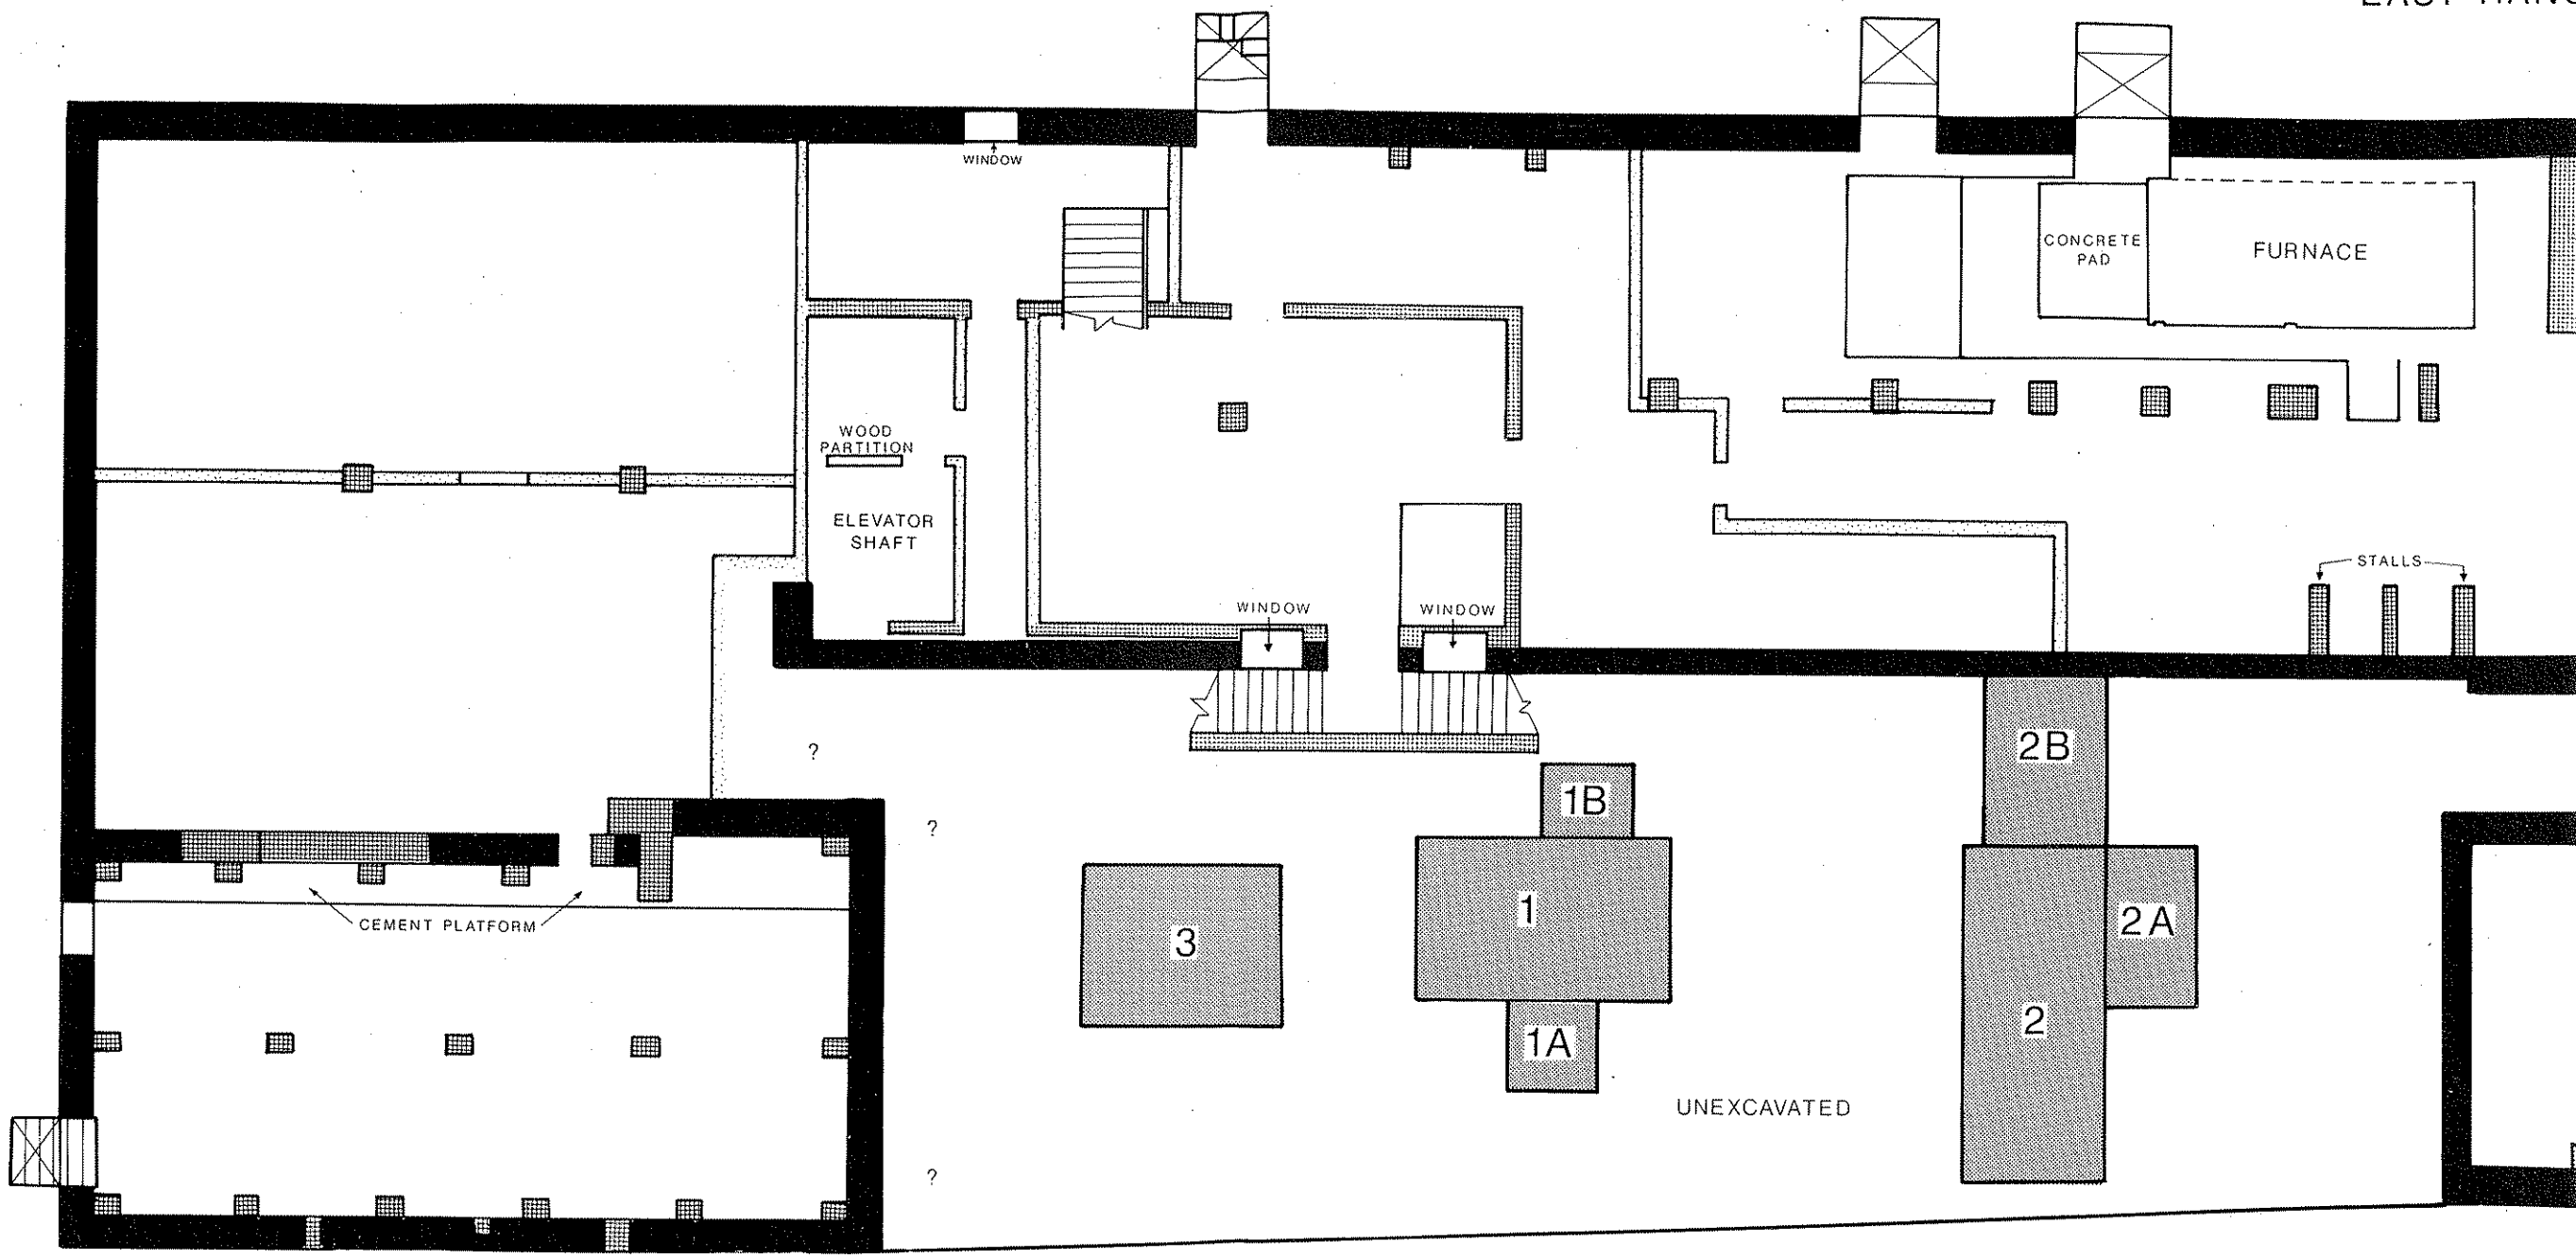 WINDOW
CONCRETE
PAD
FURNACE
WOOD
PARTITION
ELEVATOR
SHAFT
STALLS
WINDOW
WINDOW
?
2B
1B
?
1
2A
3
CEMENT PLATFORM
2
1A
UNEXCAVATED
?